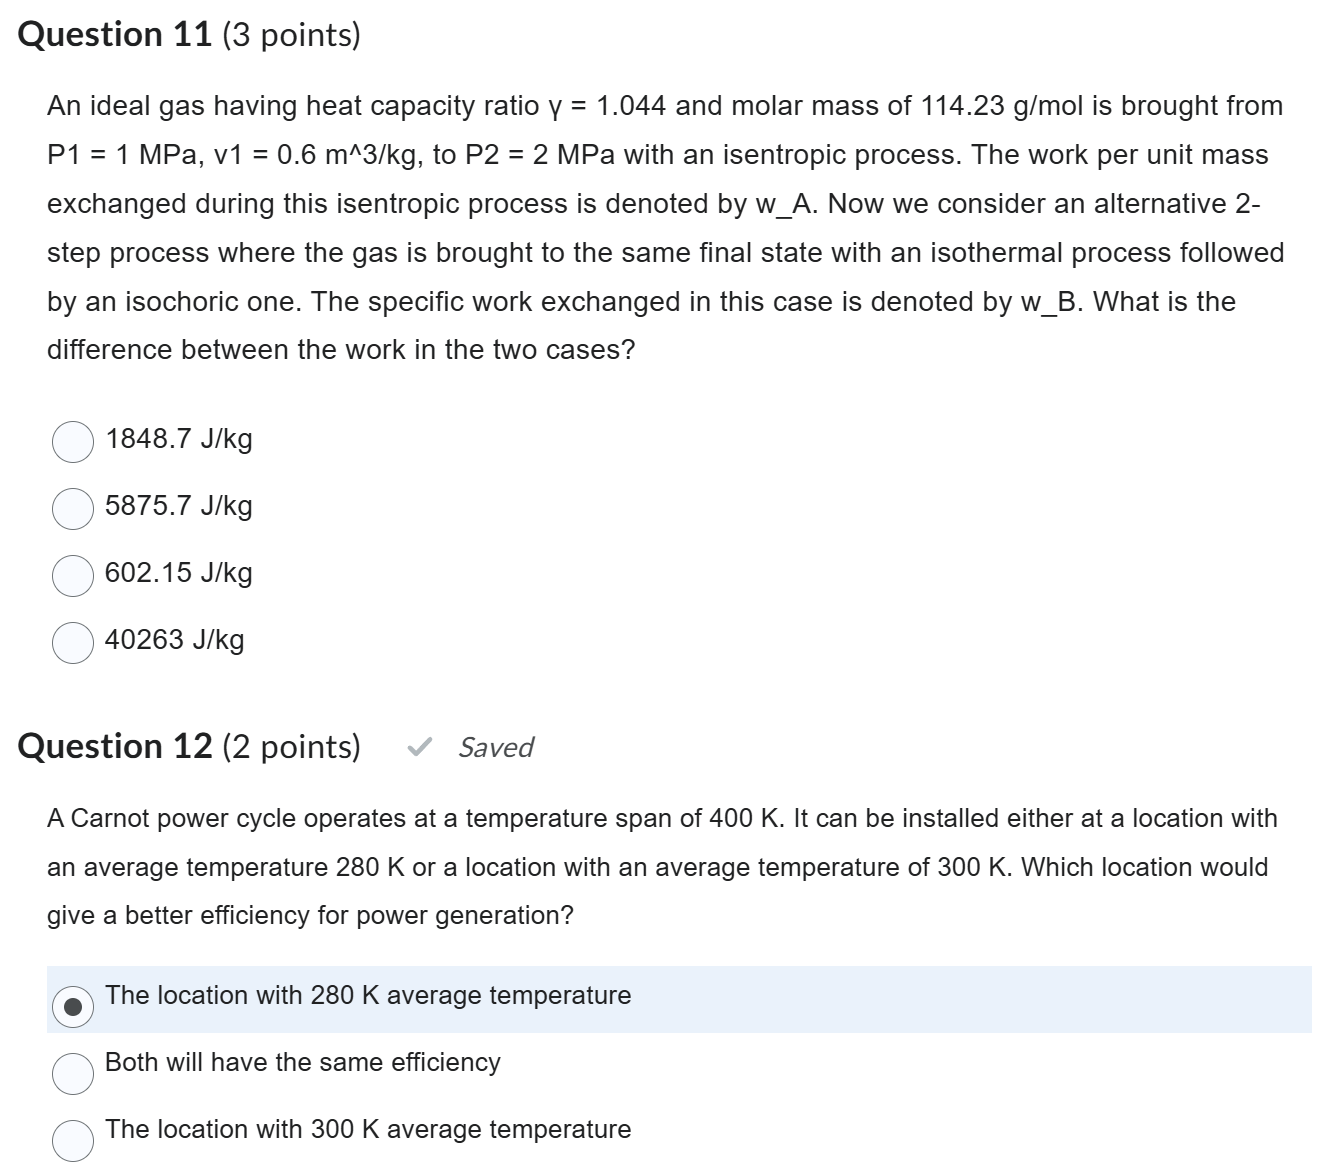 Question 11 (3 points)
An ideal gas having heat capacity ratio γ = 1.044 and molar mass of 114.23 g/mol is brought from
P1 = 1 MPa, v1 = 0.6 m^3/kg, to P2 = 2 MPa with an isentropic process. The work per unit mass
exchanged during this isentropic process is denoted by w_A. Now we consider an alternative 2-
step process where the gas is brought to the same final state with an isothermal process followed
by an isochoric one. The specific work exchanged in this case is denoted by w_B. What is the
difference between the work in the two cases?
1848.7 J/kg
5875.7 J/kg
602.15 J/kg
40263 J/kg
Question 12 (2 points) Saved
A Carnot power cycle operates at a temperature span of 400 K. It can be installed either at a location with
an average temperature 280 K or a location with an average temperature of 300 K. Which location would
give a better efficiency for power generation?
The location with 280 K average temperature
Both will have the same efficiency
The location with 300 K average temperature